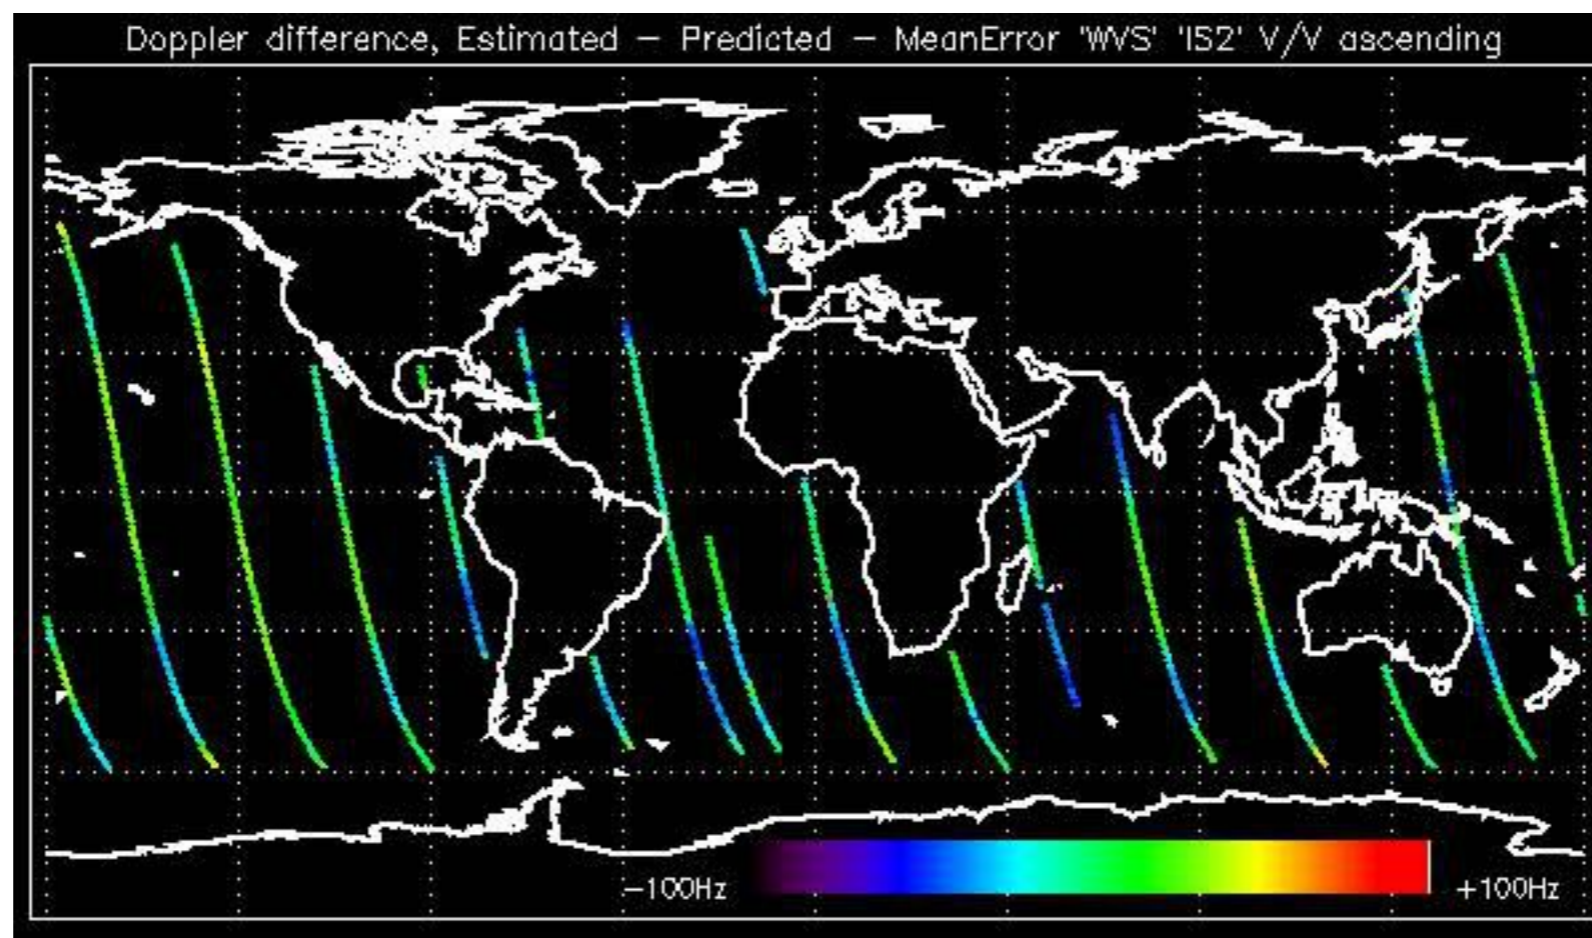 Doppler difference, Estimated – Predicted – MeanError 'WVS' 'IS2' V/V ascending
–100Hz
+100Hz